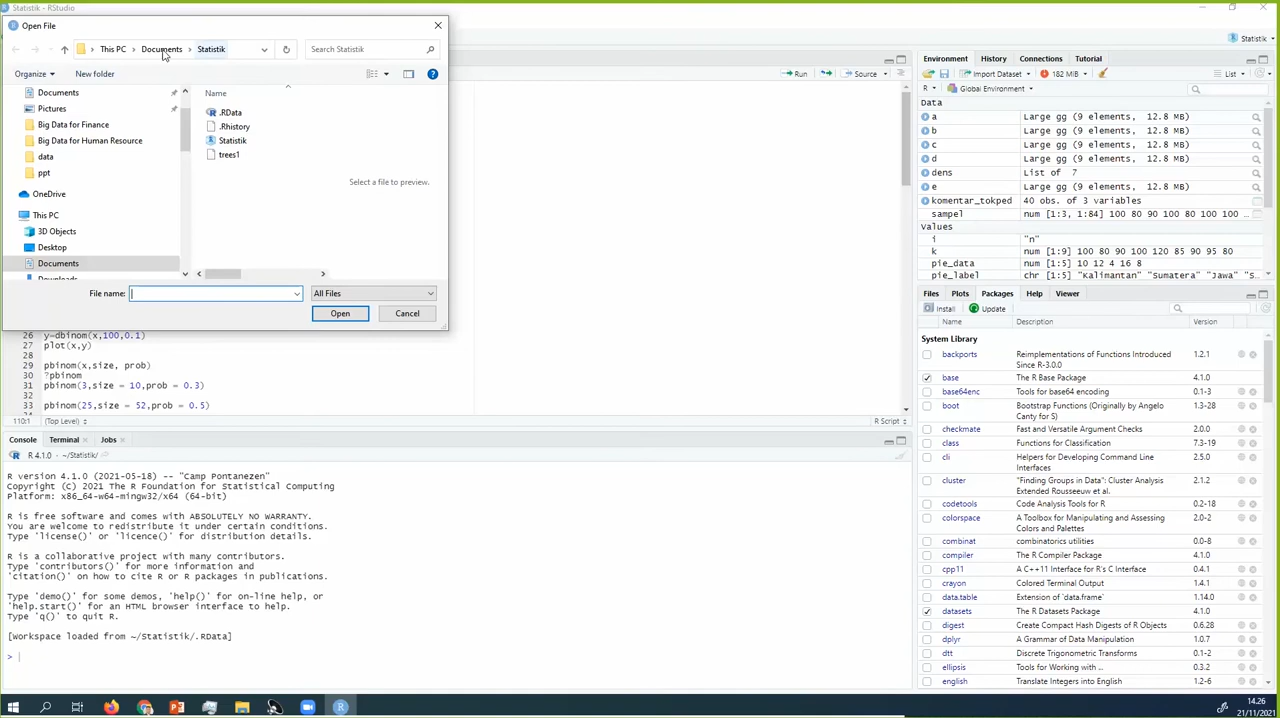 Statistik - RStudio
Open File
This PC
Documents
Statistik
Search Statistik
Organize
New folder
Documents
Pictures
Big Data for Finance
Big Data for Human Resource
data
ppt
OneDrive
This PC
3D Objects
Desktop
Documents
Downloads
Name
.RData
.Rhistory
Statistik
trees1
Select a file to preview.
File name:
All Files
Open
Cancel
Statistik
Run
Source
26 y=dbinom(x,100,0.1)
27 plot(x,y)
28
29 pbinom(x,size, prob)
30 ?pbinom
31 pbinom(3,size = 10,prob = 0.3)
32
33 pbinom(25,size = 52,prob = 0.5)
110:1 (Top Level) R Script
Console Terminal Jobs
R 4.1.0 · ~/Statistik/
R version 4.1.0 (2021-05-18) -- "Camp Pontanezen"
Copyright (C) 2021 The R Foundation for Statistical Computing
Platform: x86_64-w64-mingw32/x64 (64-bit)
R is free software and comes with ABSOLUTELY NO WARRANTY.
You are welcome to redistribute it under certain conditions.
Type 'license()' or 'licence()' for distribution details.
R is a collaborative project with many contributors.
Type 'contributors()' for more information and
'citation()' on how to cite R or R packages in publications.
Type 'demo()' for some demos, 'help()' for on-line help, or
'help.start()' for an HTML browser interface to help.
Type 'q()' to quit R.
[Workspace loaded from ~/Statistik/.RData]
>
Environment History Connections Tutorial
Import Dataset 182 MiB List
R Global Environment
Data
a Large gg (9 elements, 12.8 MB)
b Large gg (9 elements, 12.8 MB)
c Large gg (9 elements, 12.8 MB)
d Large gg (9 elements, 12.8 MB)
dens List of 7
e Large gg (9 elements, 12.8 MB)
komentar_tokped 40 obs. of 3 variables
sampel num [1:3, 1:84] 100 80 90 100 80 100 100 ...
Values
i "n"
k num [1:9] 100 80 90 100 120 85 90 95 80
pie_data num [1:5] 10 12 4 16 8
pie_label chr [1:5] "Kalimantan" "Sumatera" "Jawa" "S...
Files Plots Packages Help Viewer
Install Update
Name Description Version
System Library
backports Reimplementations of Functions Introduced 1.2.1
Since R-3.0.0
base The R Base Package 4.1.0
base64enc Tools for base64 encoding 0.1-3
boot Bootstrap Functions (Originally by Angelo 1.3-28
Canty for S)
checkmate Fast and Versatile Argument Checks 2.0.0
class Functions for Classification 7.3-19
cli Helpers for Developing Command Line 2.5.0
Interfaces
cluster "Finding Groups in Data": Cluster Analysis 2.1.2
Extended Rousseeuw et al.
codetools Code Analysis Tools for R 0.2-18
colorspace A Toolbox for Manipulating and Assessing 2.0-2
Colors and Palettes
combinat combinatorics utilities 0.0-8
compiler The R Compiler Package 4.1.0
cpp11 A C++11 Interface for R's C Interface 0.4.0
crayon Colored Terminal Output 1.4.1
data.table Extension of `data.frame` 1.14.0
datasets The R Datasets Package 4.1.0
digest Create Compact Hash Digests of R Objects 0.6.28
dplyr A Grammar of Data Manipulation 1.0.7
dtt Discrete Trigonometric Transforms 0.1-2
ellipsis Tools for Working with ... 0.3.2
english Translate Integers into English 1.2-6
14.26
21/11/2021